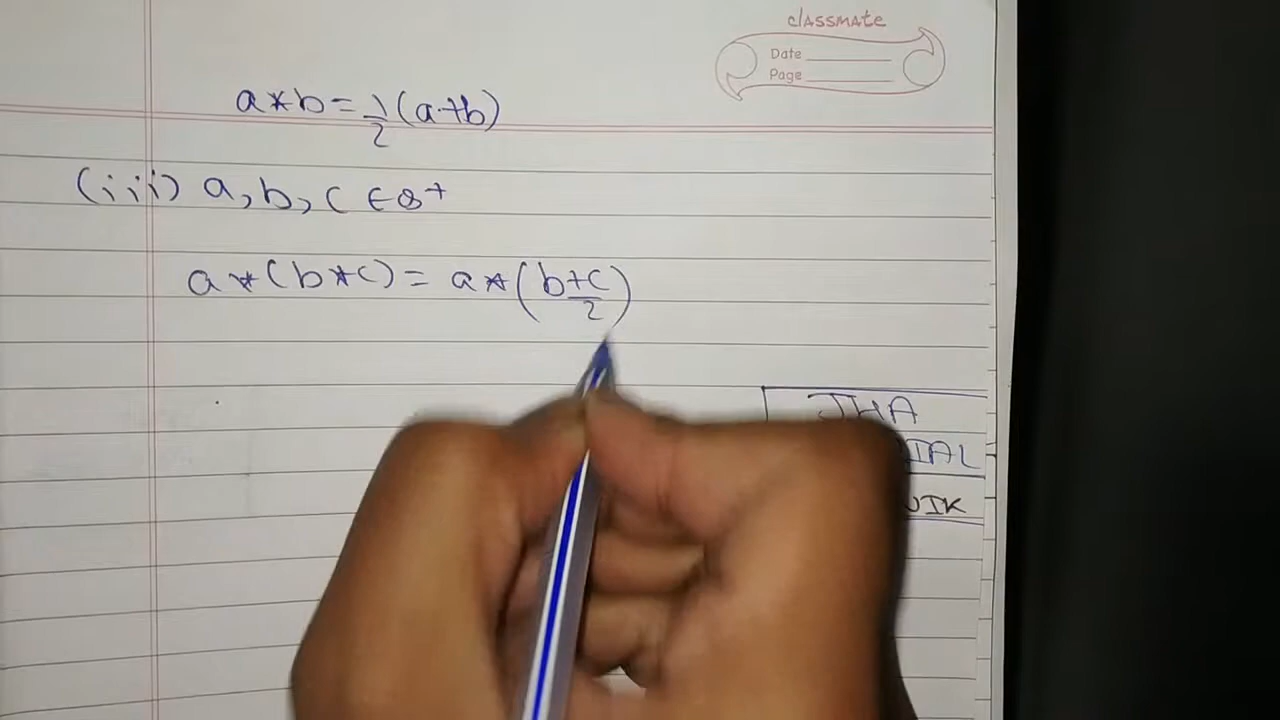 classmate
Date
Page
a*b = 1/2 (a+b)
(iii) a, b, c ∈ Q+
a*(b*c) = a*(b+c/2)
JHA